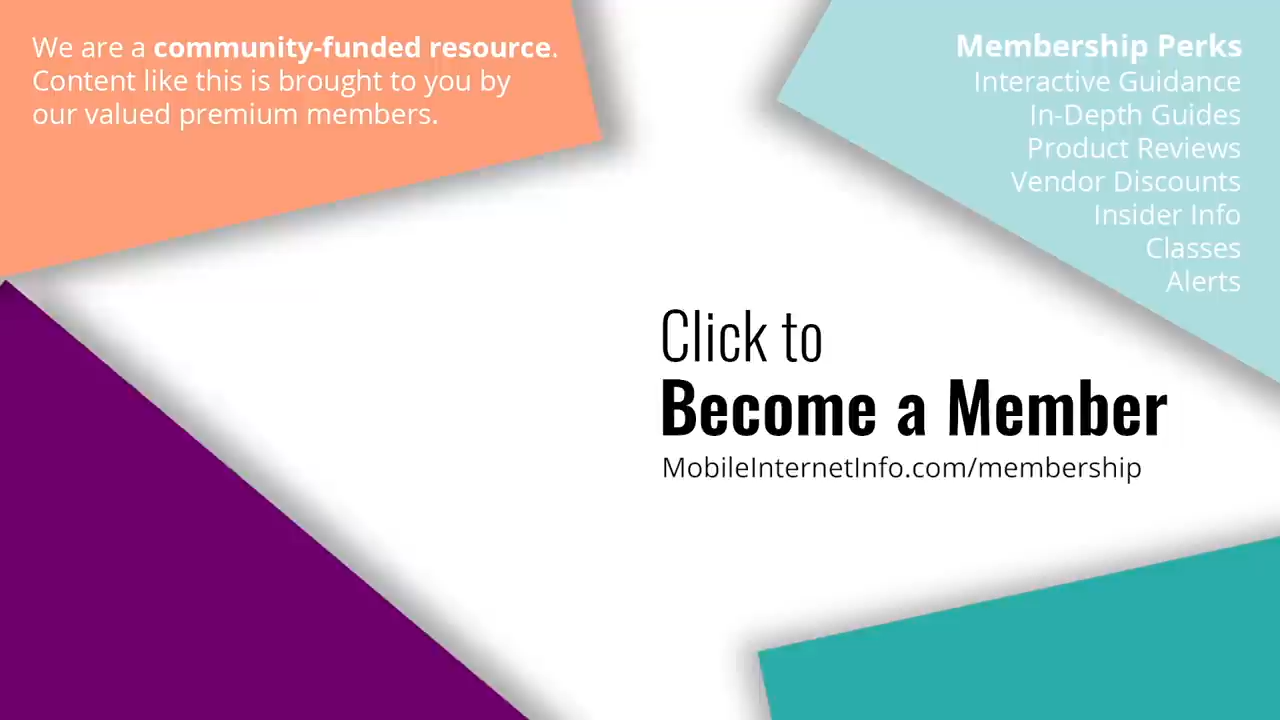 We are a community-funded resource.
Content like this is brought to you by
our valued premium members.
Membership Perks
Interactive Guidance
In-Depth Guides
Product Reviews
Vendor Discounts
Insider Info
Classes
Alerts
Click to
Become a Member
MobileInternetInfo.com/membership